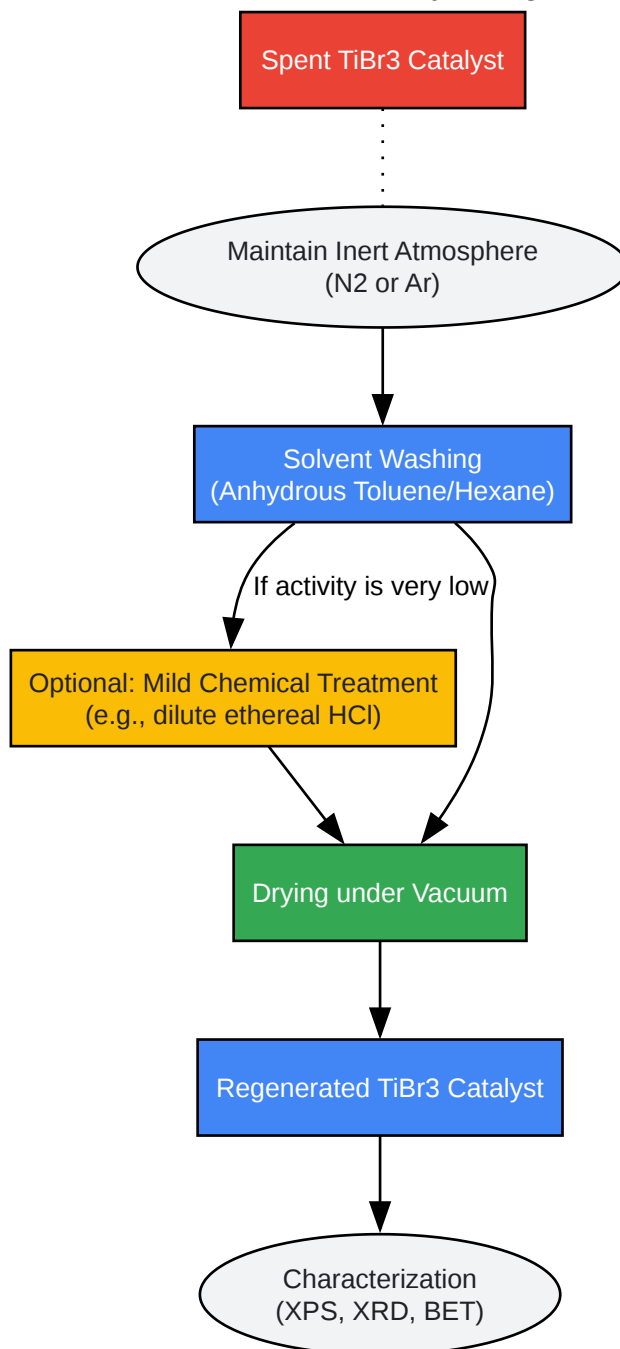 Spent TiBr3 Catalyst
Maintain Inert Atmosphere
(N2 or Ar)
Solvent Washing
(Anhydrous Toluene/Hexane)
If activity is very low
Optional: Mild Chemical Treatment
(e.g., dilute ethereal HCl)
Drying under Vacuum
Regenerated TiBr3 Catalyst
Characterization
(XPS, XRD, BET)